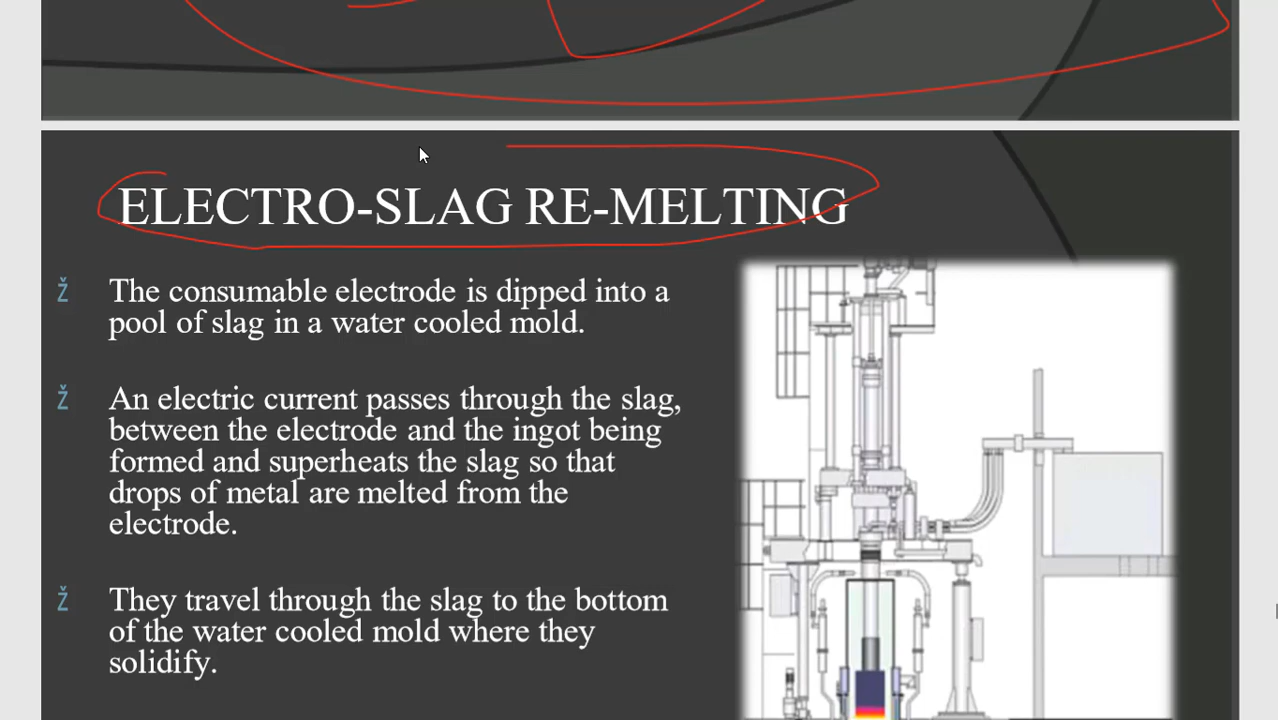 ELECTRO-SLAG RE-MELTING
ž The consumable electrode is dipped into a
pool of slag in a water cooled mold.
ž An electric current passes through the slag,
between the electrode and the ingot being
formed and superheats the slag so that
drops of metal are melted from the
electrode.
ž They travel through the slag to the bottom
of the water cooled mold where they
solidify.